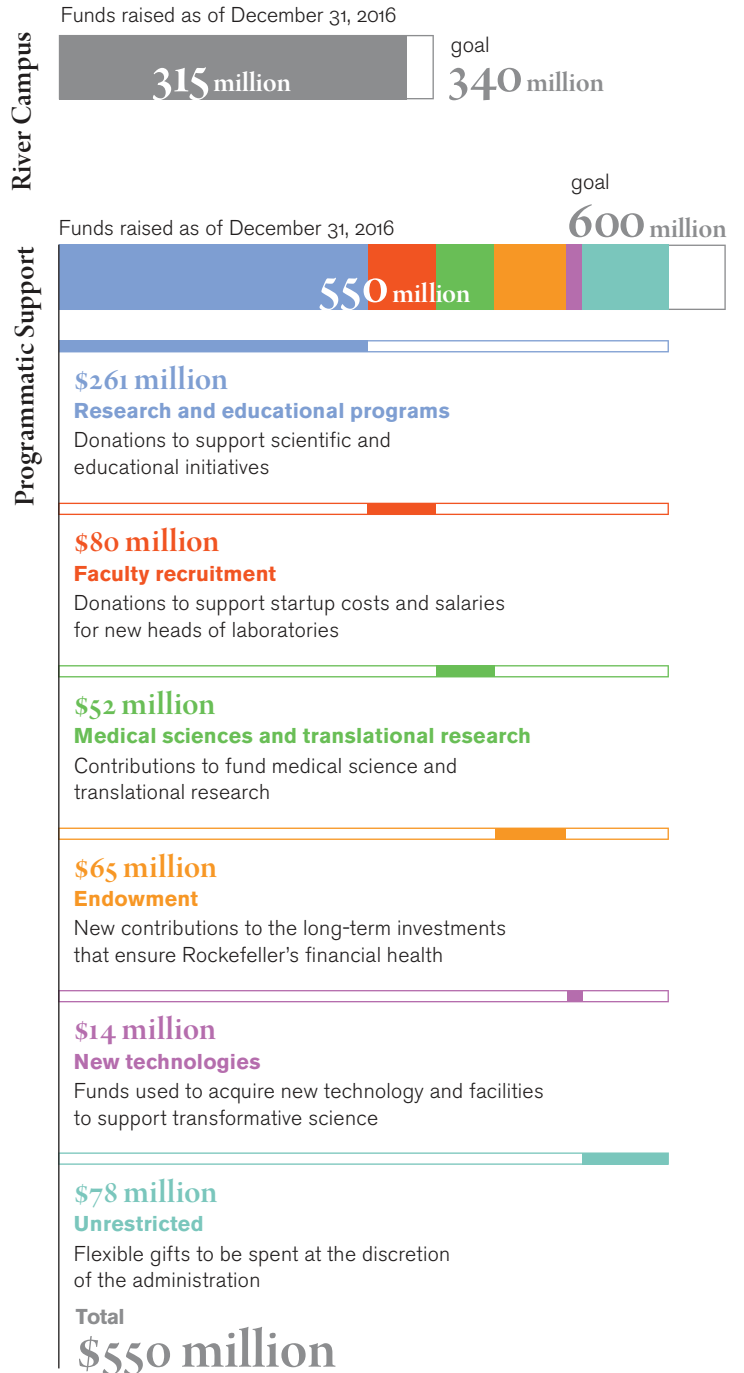 Funds raised as of December 31, 2016
River Campus
315 million
goal
340 million
goal
600 million
Funds raised as of December 31, 2016
Programmatic Support
550 million
$261 million
Research and educational programs
Donations to support scientific and
educational initiatives
$80 million
Faculty recruitment
Donations to support startup costs and salaries
for new heads of laboratories
$52 million
Medical sciences and translational research
Contributions to fund medical science and
translational research
$65 million
Endowment
New contributions to the long-term investments
that ensure Rockefeller’s financial health
$14 million
New technologies
Funds used to acquire new technology and facilities
to support transformative science
$78 million
Unrestricted
Flexible gifts to be spent at the discretion
of the administration
Total
$550 million